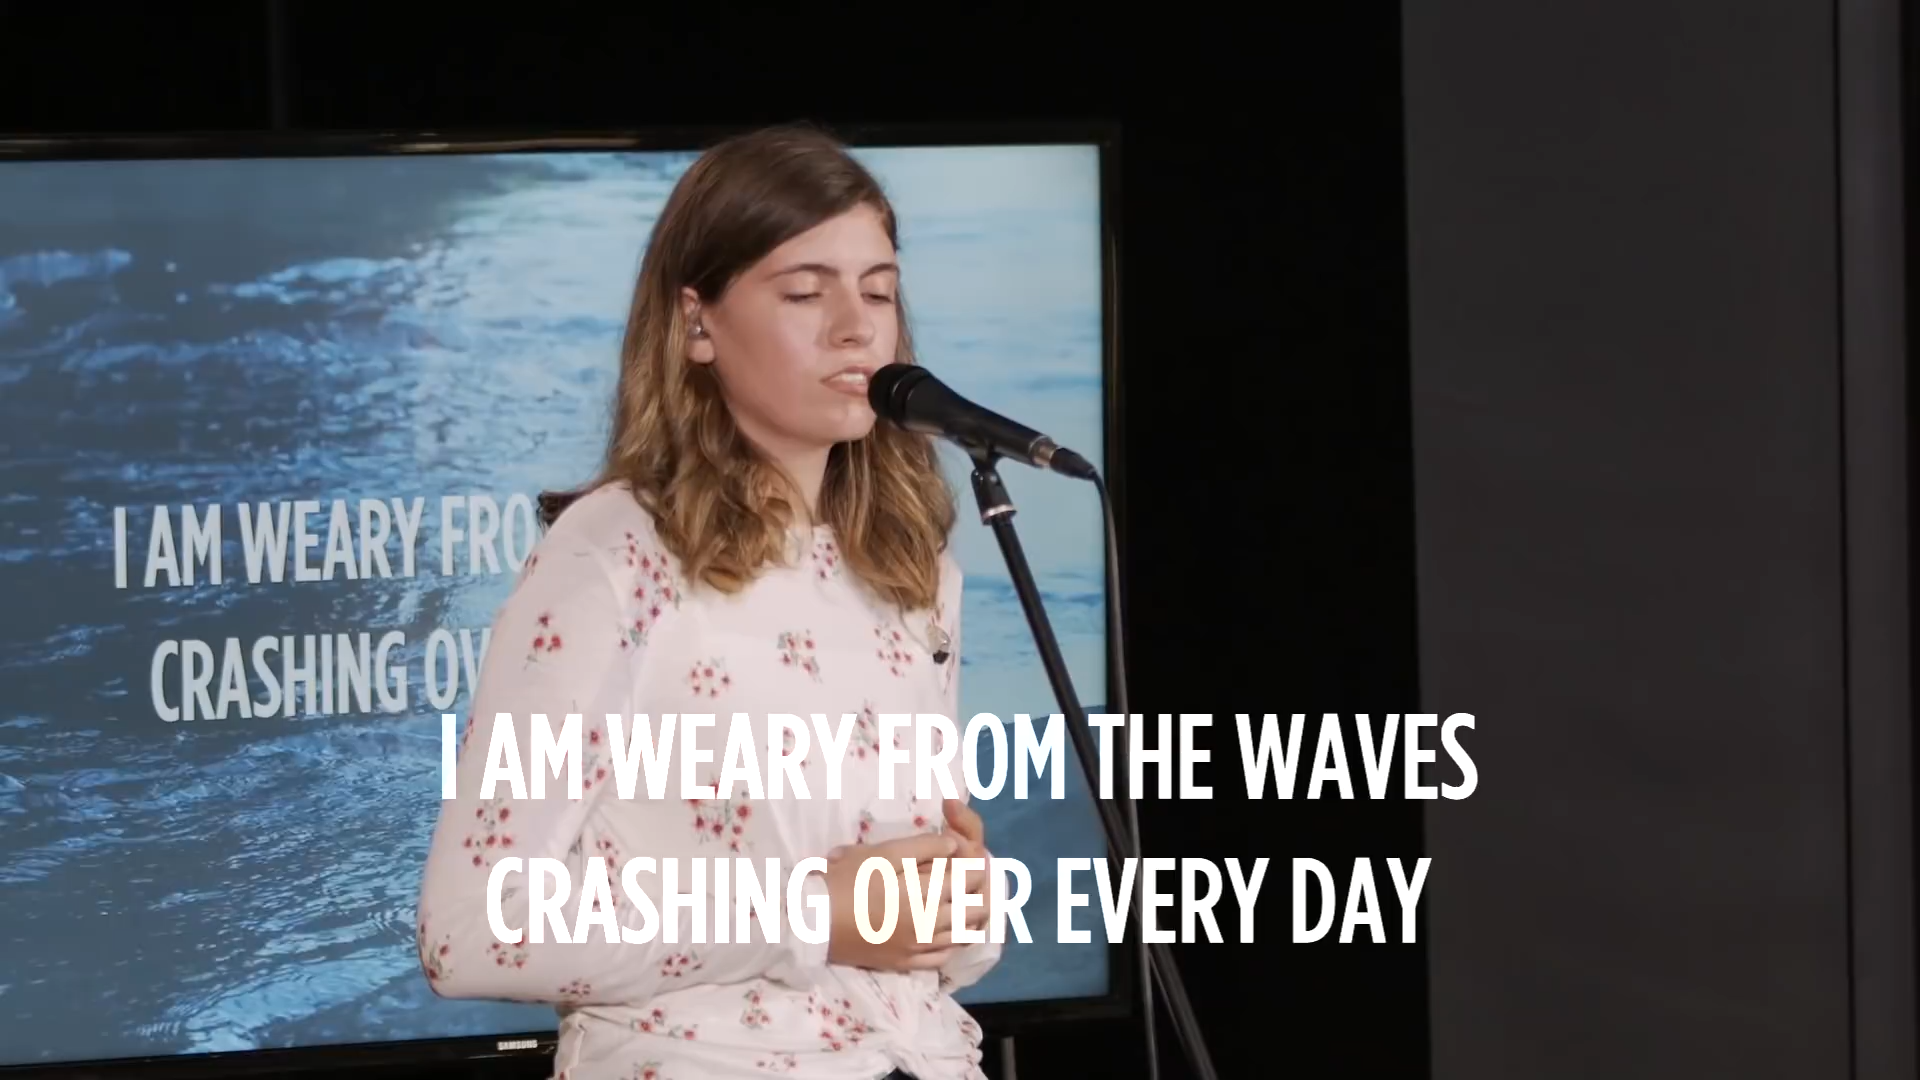 I AM WEARY FRO
CRASHING OV
I AM WEARY FROM THE WAVES
CRASHING OVER EVERY DAY
SAMSUNG